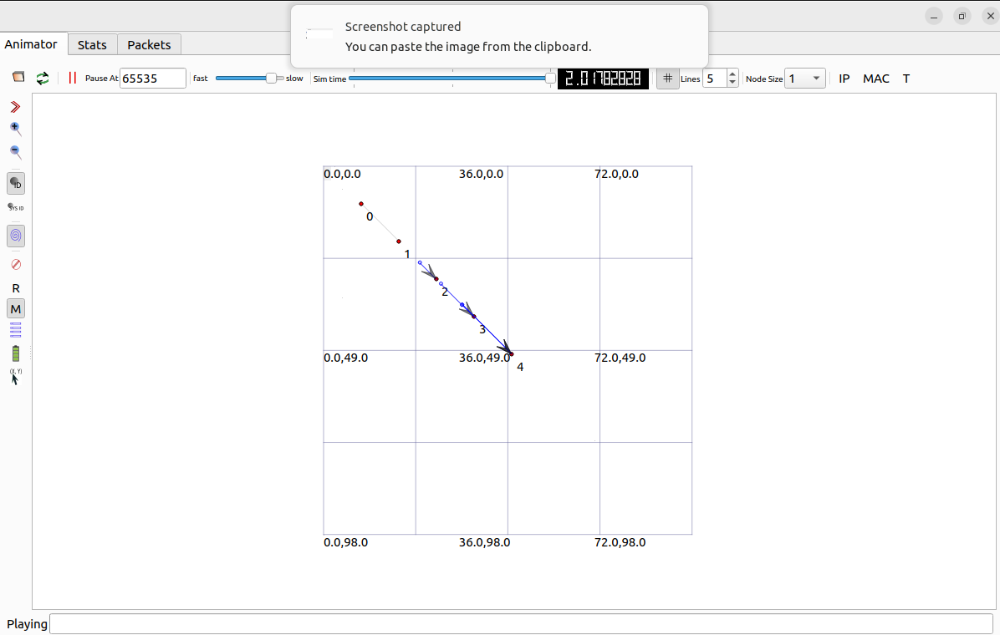 Screenshot captured
You can paste the image from the clipboard.
Animator Stats Packets
Pause At 65535 fast slow Sim time 2.01782828 # Lines 5 Node Size 1 IP MAC T
ID
SYS ID
R
M
(X, Y)
0.0,0.0 36.0,0.0 72.0,0.0
0
1
2
3
0.0,49.0 36.0,49.0 72.0,49.0
4
0.0,98.0 36.0,98.0 72.0,98.0
Playing